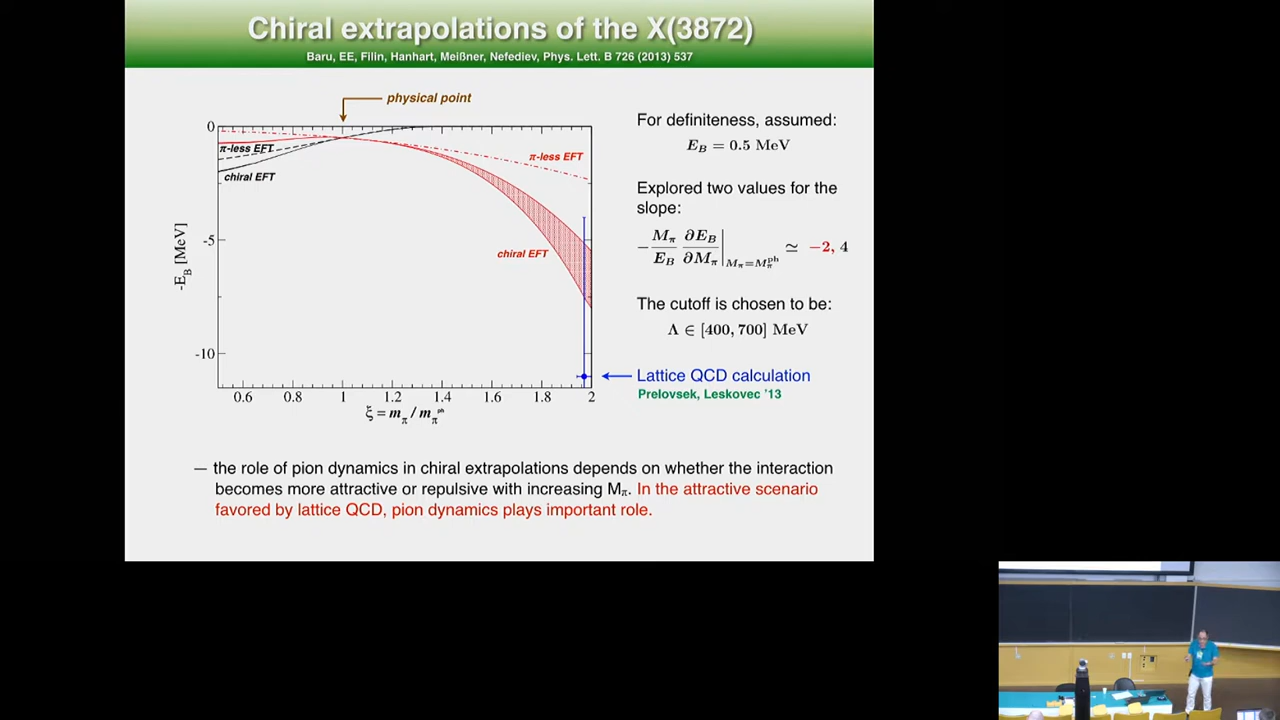 Chiral extrapolations of the X(3872)
Baru, EE, Filin, Hanhart, Meißner, Nefediev, Phys. Lett. B 726 (2013) 537
physical point
0
-5
-10
-E_B [MeV]
π-less EFT
chiral EFT
π-less EFT
chiral EFT
0.6 0.8 1 1.2 1.4 1.6 1.8 2
ξ = m_π / m_π^ph
For definiteness, assumed:
E_B = 0.5 MeV
Explored two values for the
slope:
− M_π/E_B ∂E_B/∂M_π |_{M_π=M_π^ph} ≃ −2, 4
The cutoff is chosen to be:
Λ ∈ [400, 700] MeV
Lattice QCD calculation
Prelovsek, Leskovec '13
— the role of pion dynamics in chiral extrapolations depends on whether the interaction
becomes more attractive or repulsive with increasing Mπ. In the attractive scenario
favored by lattice QCD, pion dynamics plays important role.